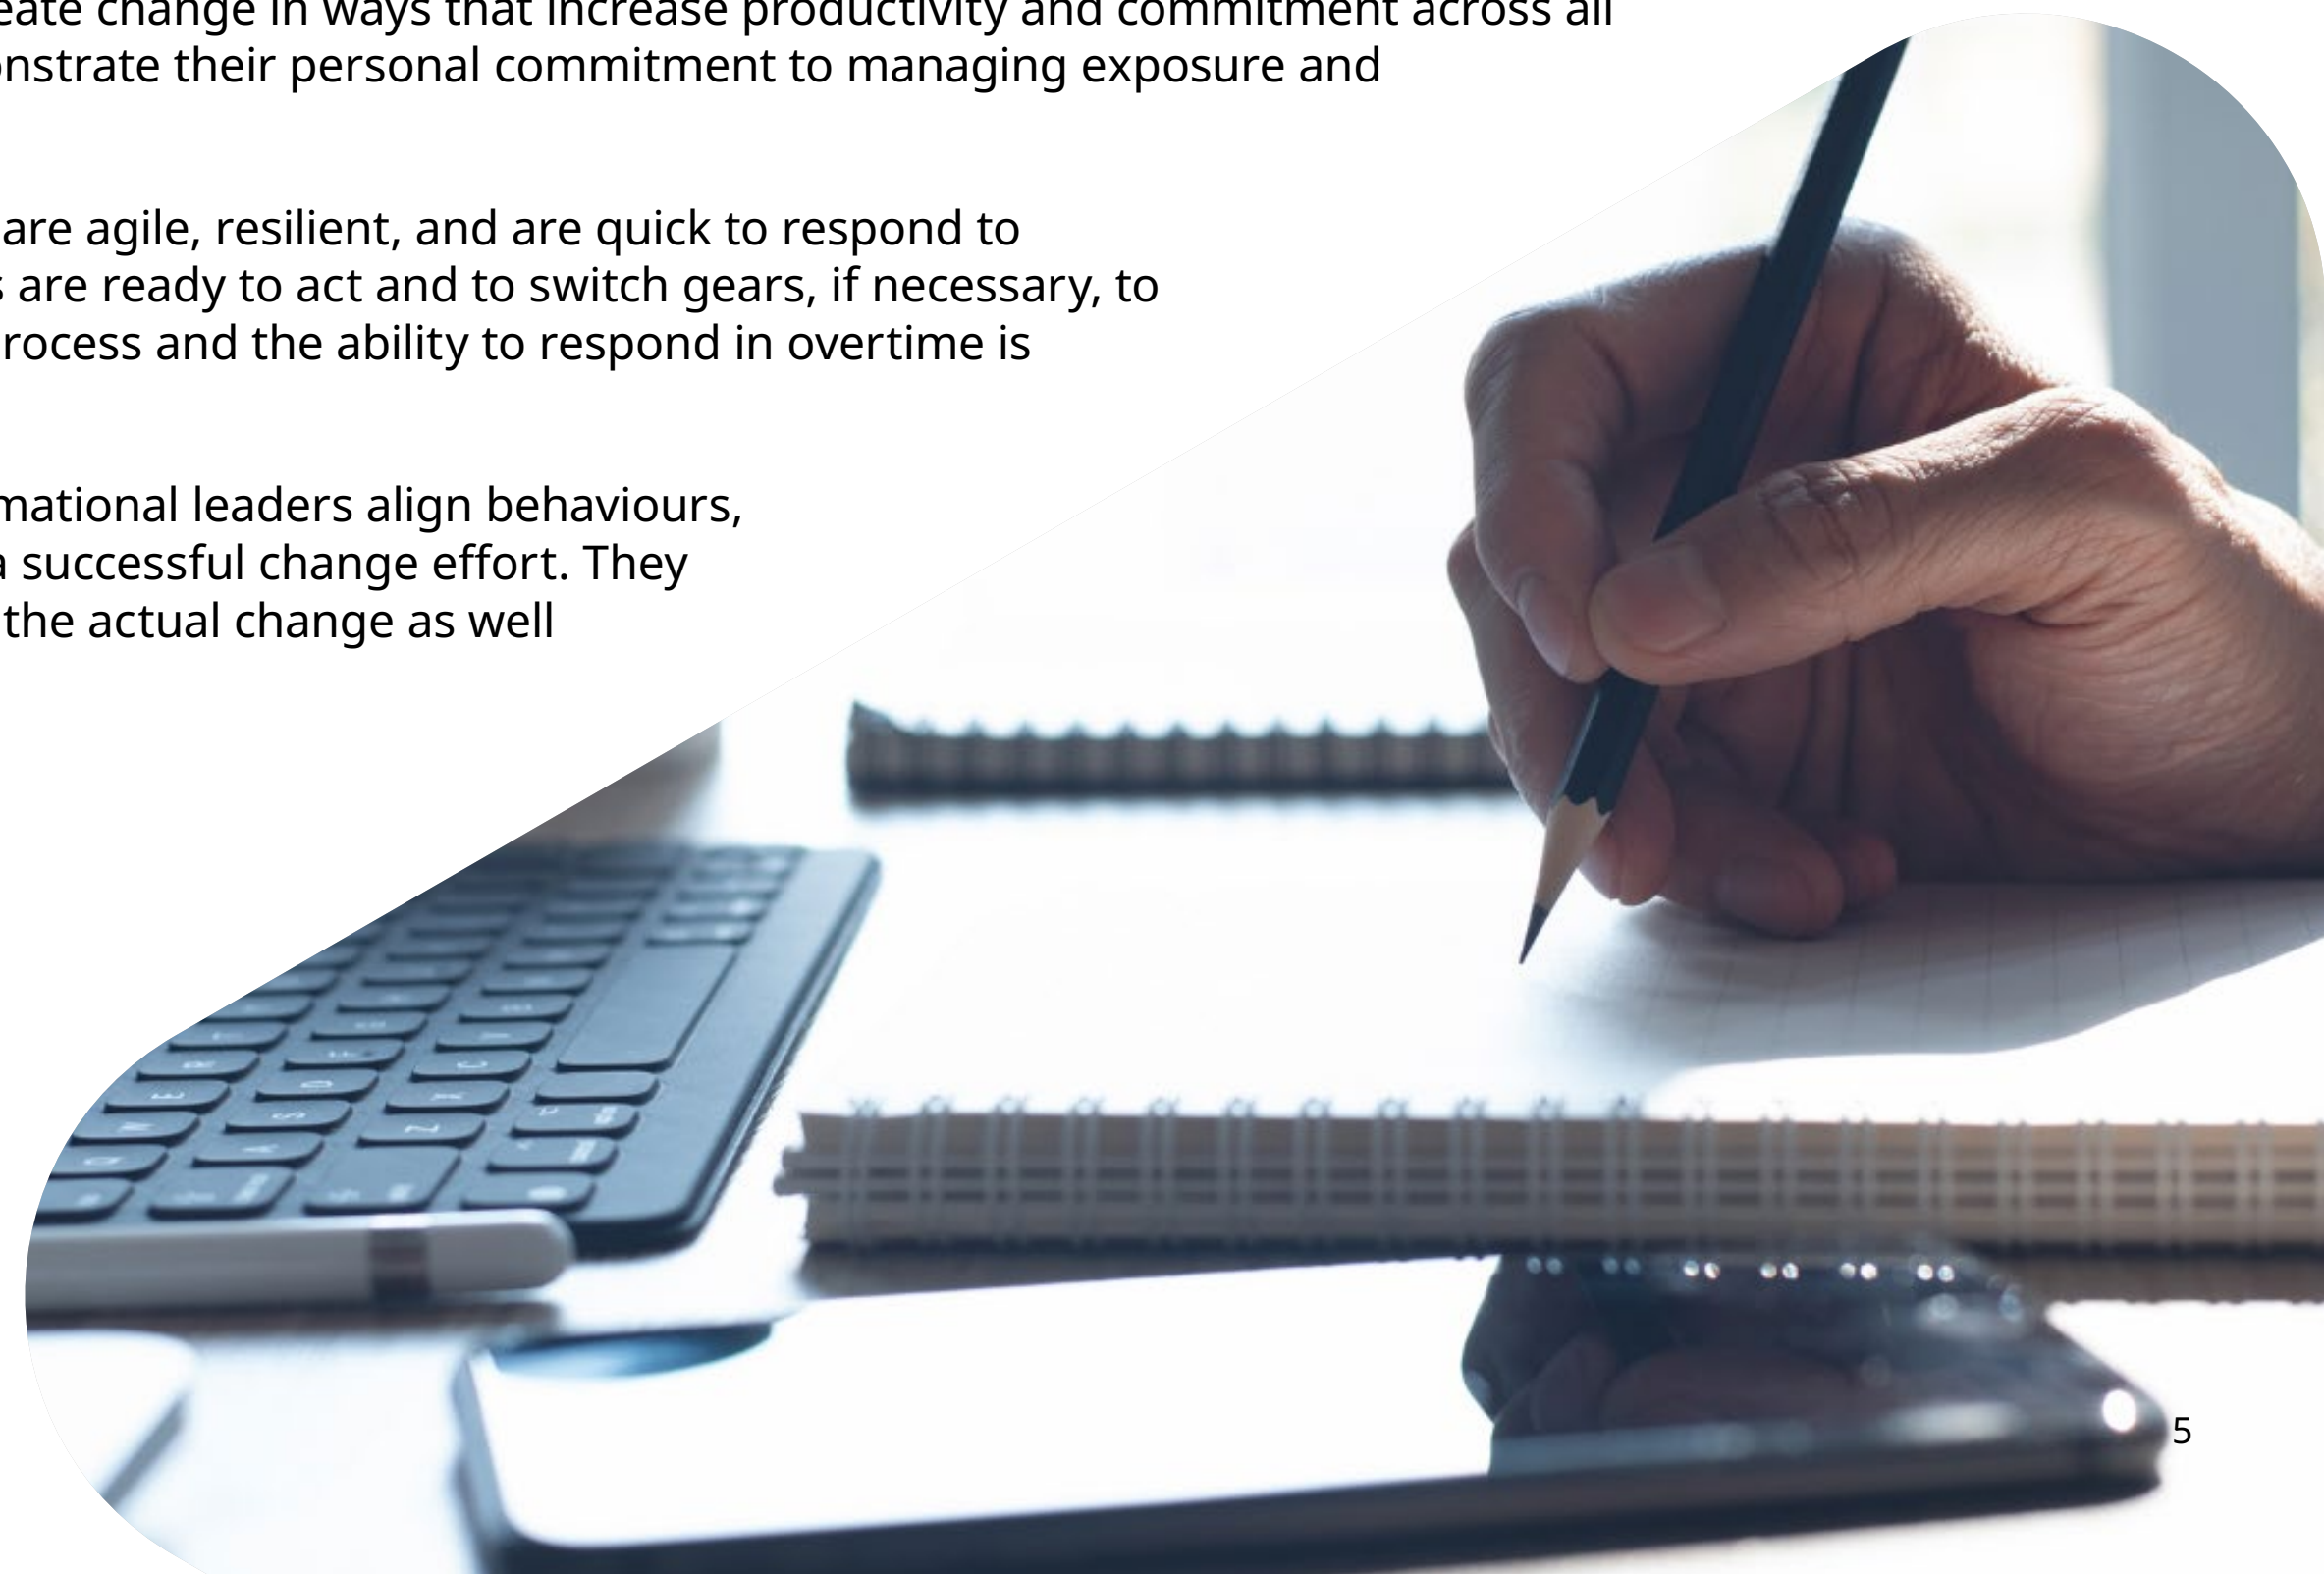 eate change in ways that increase productivity and commitment across all
onstrate their personal commitment to managing exposure and
are agile, resilient, and are quick to respond to
s are ready to act and to switch gears, if necessary, to
rocess and the ability to respond in overtime is
mational leaders align behaviours,
a successful change effort. They
the actual change as well
5